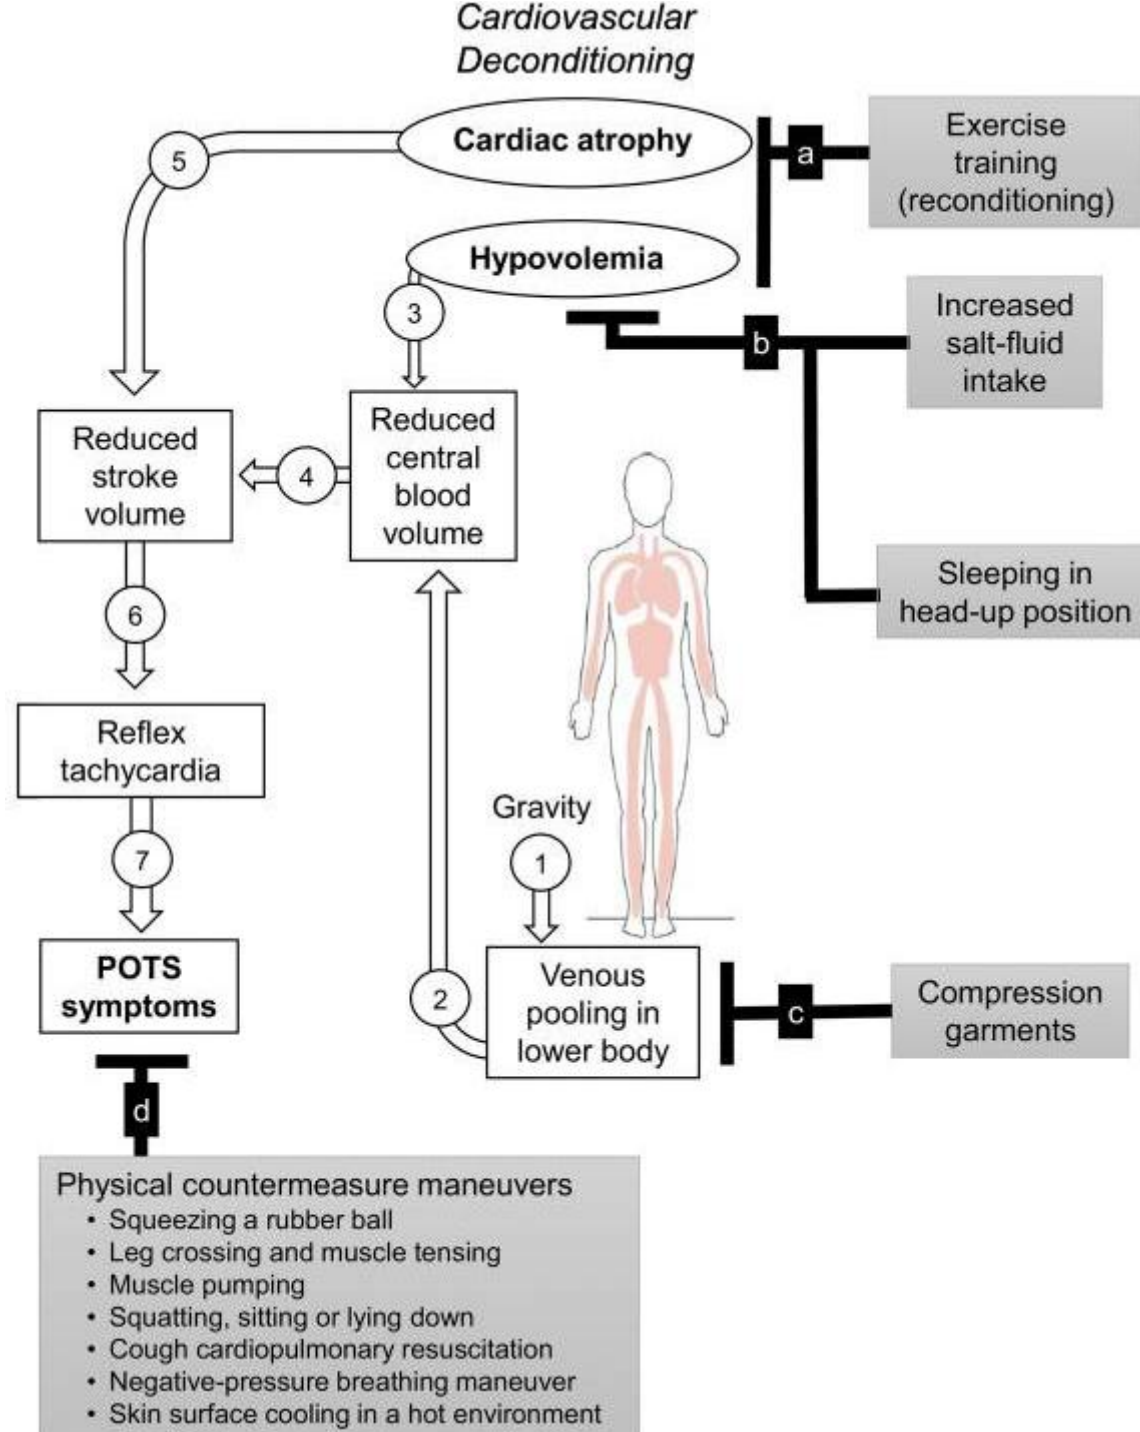 Cardiovascular
Deconditioning
Cardiac atrophy
a
Exercise
training
(reconditioning)
5
Hypovolemia
3
b
Increased
salt-fluid
intake
Reduced
stroke
volume
4
Reduced
central
blood
volume
Sleeping in
head-up position
6
Reflex
tachycardia
Gravity
1
7
POTS
symptoms
2
Venous
pooling in
lower body
c
Compression
garments
d
Physical countermeasure maneuvers
• Squeezing a rubber ball
• Leg crossing and muscle tensing
• Muscle pumping
• Squatting, sitting or lying down
• Cough cardiopulmonary resuscitation
• Negative-pressure breathing maneuver
• Skin surface cooling in a hot environment